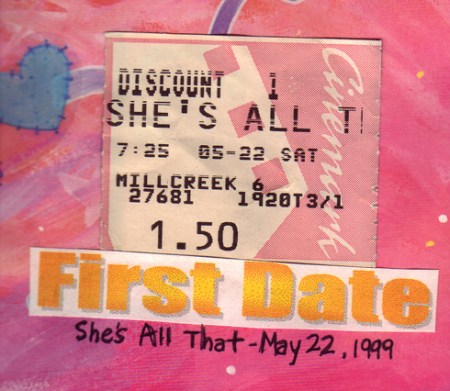 DISCOUNT 1
SHE'S ALL T
7:25 05-22 SAT
MILLCREEK 6
27681 1920T3/1
1.50
Cinemark
First Date
She's All That-May 22, 1999